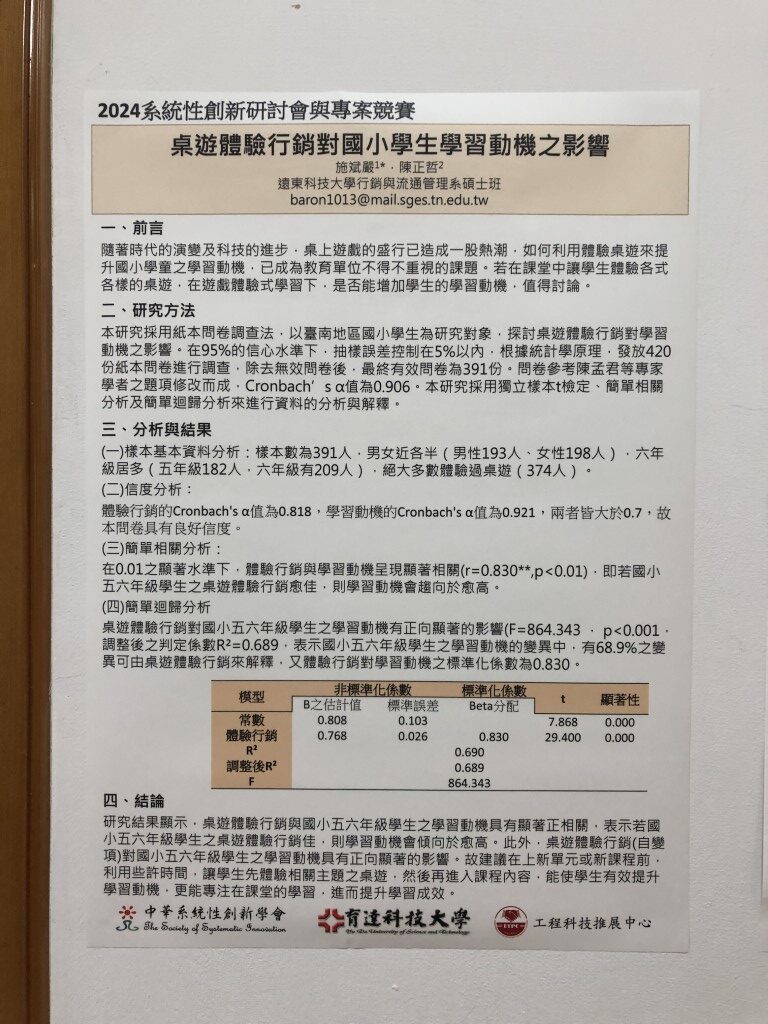 2024系統性創新研討會與專案競賽
桌遊體驗行銷對國小學生學習動機之影響
施斌嚴¹*，陳正哲²
遠東科技大學行銷與流通管理系碩士班
baron1013@mail.sges.tn.edu.tw
一、前言
隨著時代的演變及科技的進步，桌上遊戲的盛行已造成一股熱潮，如何利用體驗桌遊來提
升國小學童之學習動機，已成為教育單位不得不重視的課題。若在課堂中讓學生體驗各式
各樣的桌遊，在遊戲體驗式學習下，是否能增加學生的學習動機，值得討論。
二、研究方法
本研究採用紙本問卷調查法，以臺南地區國小學生為研究對象，探討桌遊體驗行銷對學習
動機之影響。在95%的信心水準下，抽樣誤差控制在5%以內，根據統計學原理，發放420
份紙本問卷進行調查，除去無效問卷後，最終有效問卷為391份。問卷參考陳孟君等專家
學者之題項修改而成，Cronbach’s α值為0.906。本研究採用獨立樣本t檢定、簡單相關
分析及簡單迴歸分析來進行資料的分析與解釋。
三、分析與結果
(一)樣本基本資料分析：樣本數為391人，男女近各半（男性193人、女性198人），六年
級居多（五年級182人，六年級有209人），絕大多數體驗過桌遊（374人）。
(二)信度分析：
體驗行銷的Cronbach's α值為0.818，學習動機的Cronbach's α值為0.921，兩者皆大於0.7，故
本問卷具有良好信度。
(三)簡單相關分析：
在0.01之顯著水準下，體驗行銷與學習動機呈現顯著相關(r=0.830**,p<0.01)，即若國小
五六年級學生之桌遊體驗行銷愈佳，則學習動機會趨向於愈高。
(四)簡單迴歸分析
桌遊體驗行銷對國小五六年級學生之學習動機有正向顯著的影響(F=864.343，p<0.001，
調整後之判定係數R²=0.689，表示國小五六年級學生之學習動機的變異中，有68.9%之變
異可由桌遊體驗行銷來解釋，又體驗行銷對學習動機之標準化係數為0.830。
模型 非標準化係數 標準化係數 t 顯著性
B之估計值 標準誤差 Beta分配
常數 0.808 0.103 7.868 0.000
體驗行銷 0.768 0.026 0.830 29.400 0.000
R² 0.690
調整後R² 0.689
F 864.343
四、結論
研究結果顯示，桌遊體驗行銷與國小五六年級學生之學習動機具有顯著正相關，表示若國
小五六年級學生之桌遊體驗行銷佳，則學習動機會傾向於愈高。此外，桌遊體驗行銷(自變
項)對國小五六年級學生之學習動機具有正向顯著的影響。故建議在上新單元或新課程前，
利用些許時間，讓學生先體驗相關主題之桌遊，然後再進入課程內容，能使學生有效提升
學習動機，更能專注在課堂的學習，進而提升學習成效。
中華系統性創新學會 育達科技大學 工程科技推展中心
The Society of Systematic Innovation Yu Da University of Science and Technology ETPC